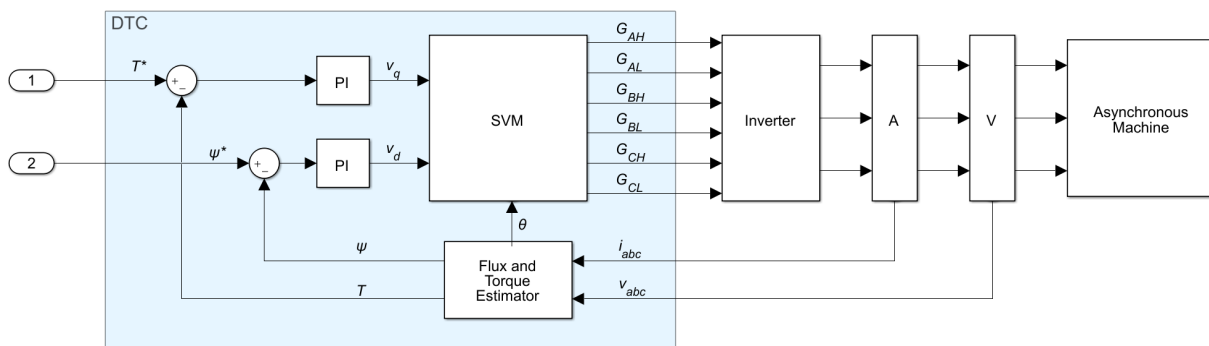 DTC
1
T*
+
−
PI
v_q
2
ψ*
+
−
PI
v_d
SVM
θ
G_AH
G_AL
G_BH
G_BL
G_CH
G_CL
Inverter
A
V
Asynchronous
Machine
ψ
T
Flux and
Torque
Estimator
i_abc
v_abc